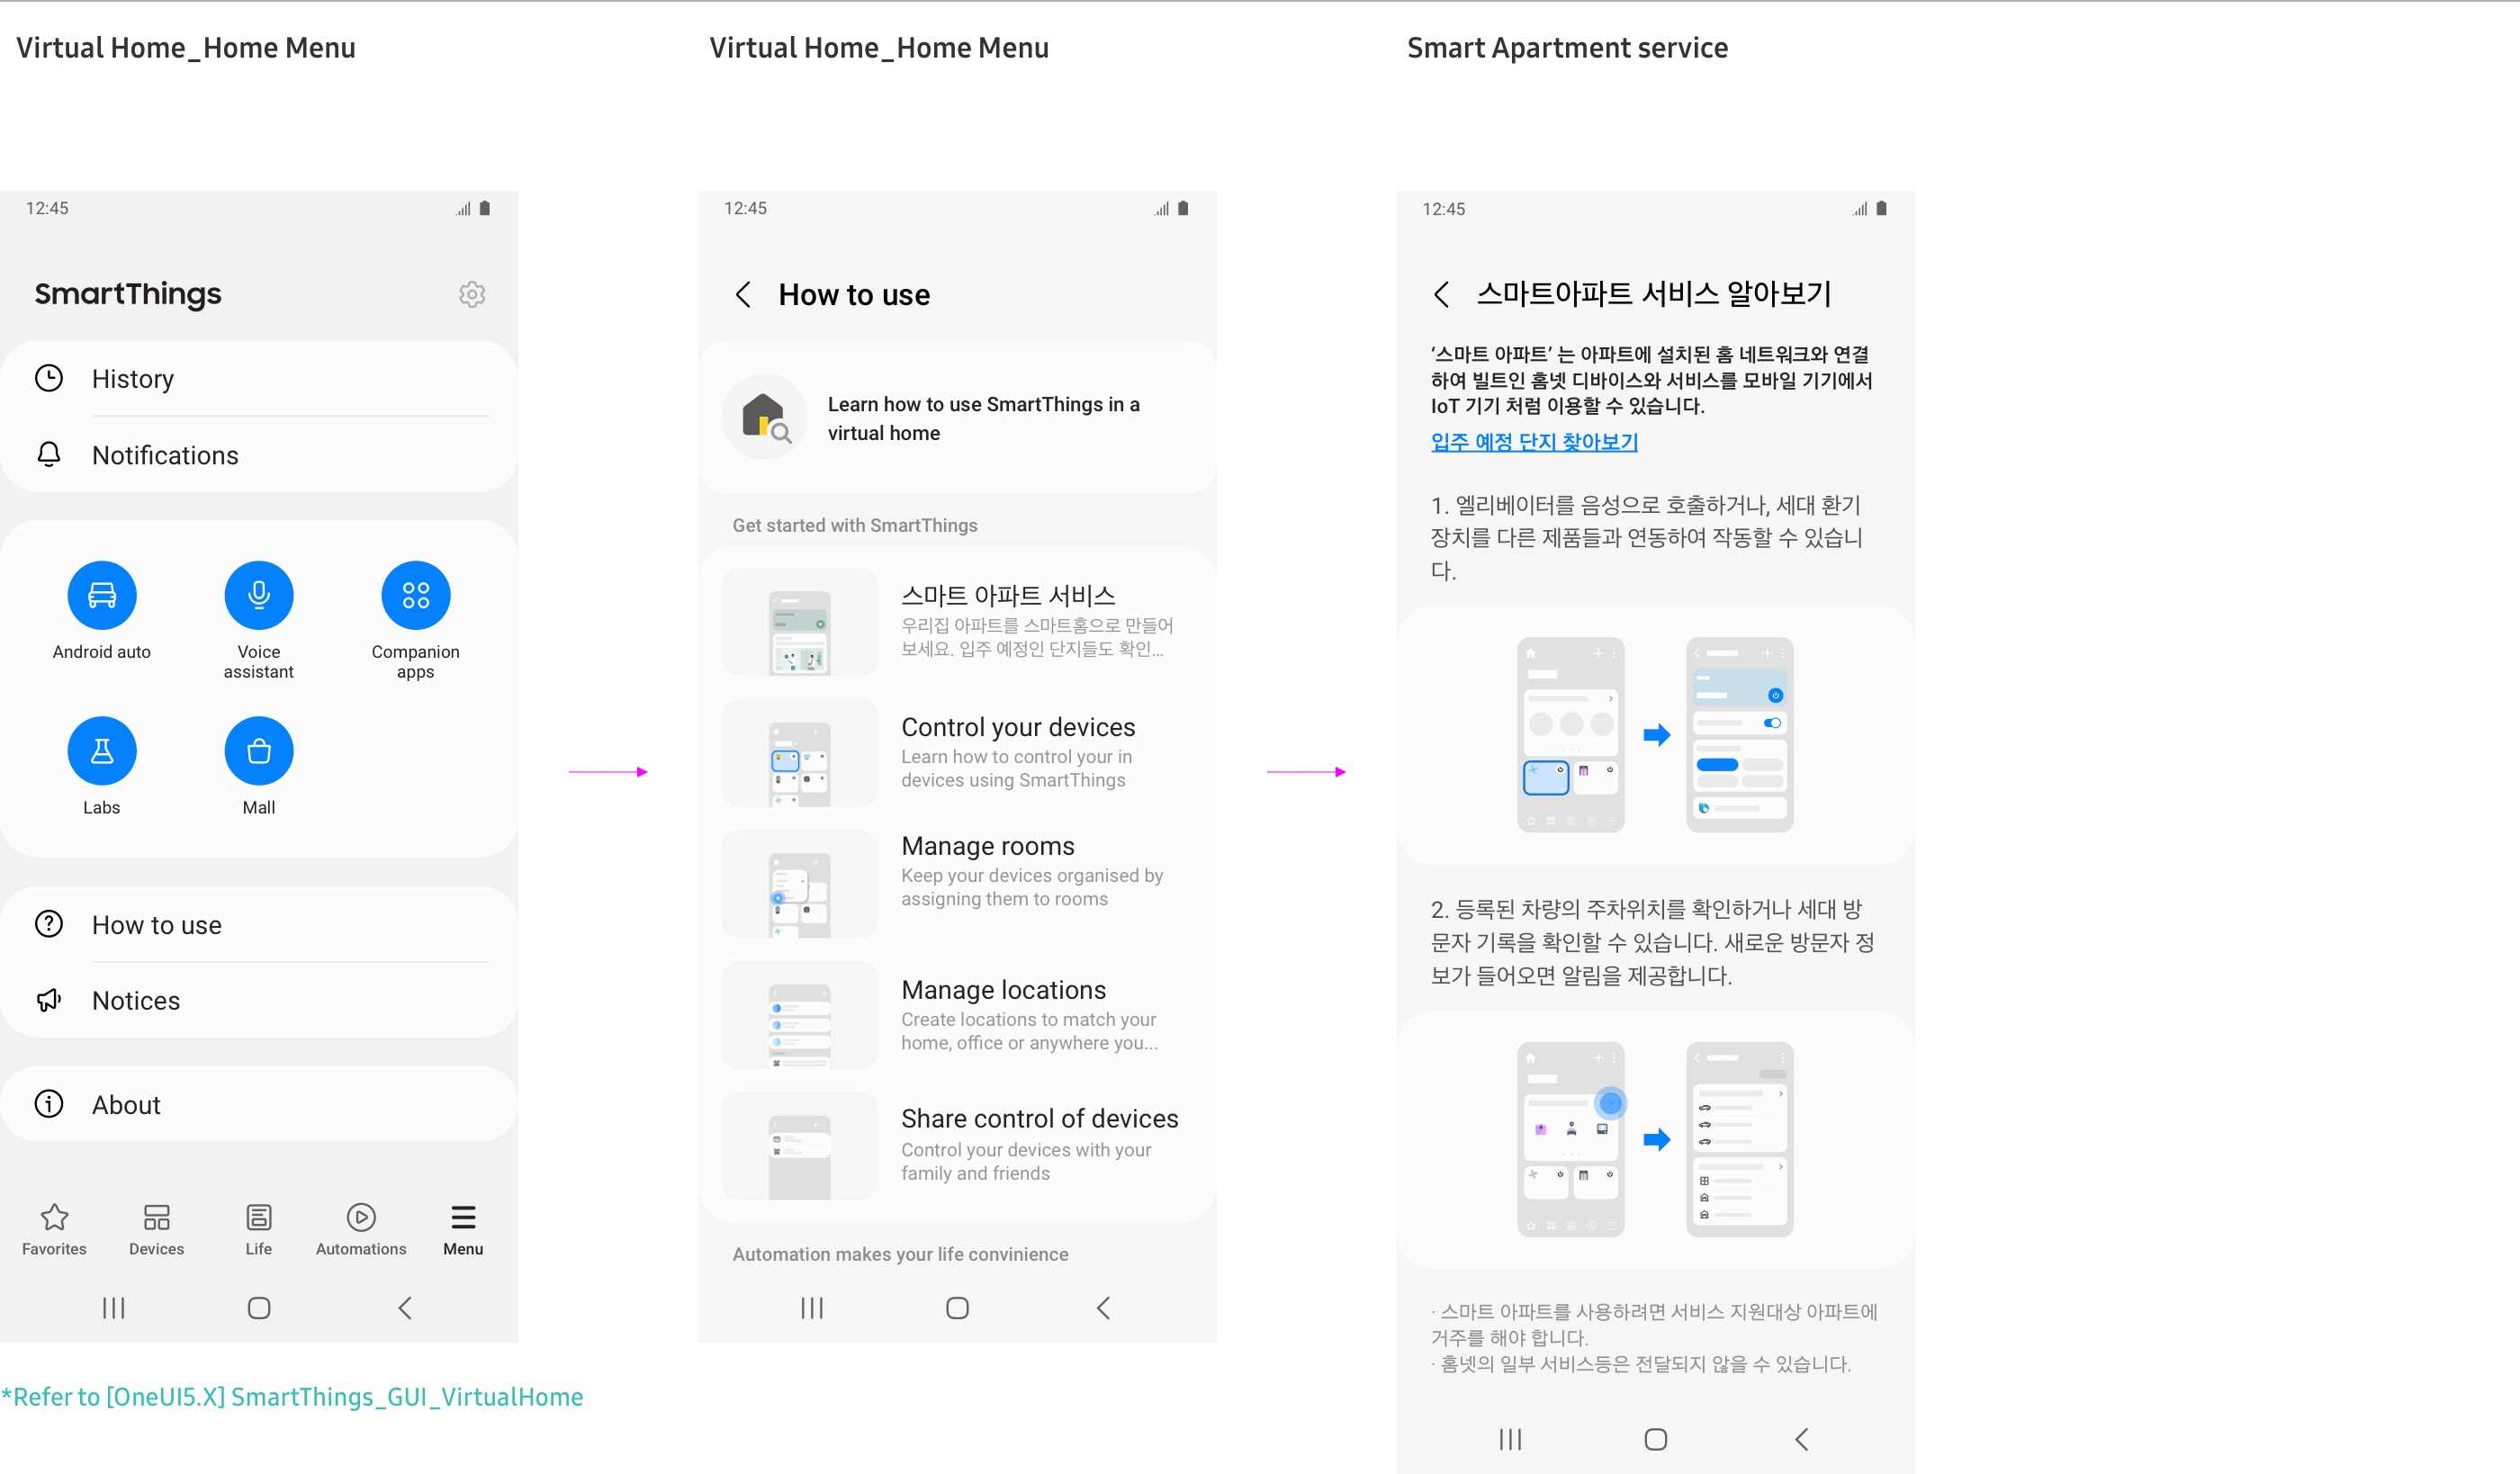 Virtual Home_Home Menu
12:45
SmartThings
History
Notifications
Android auto
Voice
assistant
Companion
apps
Labs
Mall
How to use
Notices
About
Favorites
Devices
Life
Automations
Menu
*Refer to [OneUI5.X] SmartThings_GUI_VirtualHome
Virtual Home_Home Menu
12:45
How to use
Learn how to use SmartThings in a
virtual home
Get started with SmartThings
스마트 아파트 서비스
우리집 아파트를 스마트홈으로 만들어
보세요. 입주 예정인 단지들도 확인...
Control your devices
Learn how to control your in
devices using SmartThings
Manage rooms
Keep your devices organised by
assigning them to rooms
Manage locations
Create locations to match your
home, office or anywhere you...
Share control of devices
Control your devices with your
family and friends
Automation makes your life convinience
Smart Apartment service
12:45
스마트아파트 서비스 알아보기
‘스마트 아파트’ 는 아파트에 설치된 홈 네트워크와 연결
하여 빌트인 홈넷 디바이스와 서비스를 모바일 기기에서
IoT 기기 처럼 이용할 수 있습니다.
입주 예정 단지 찾아보기
1. 엘리베이터를 음성으로 호출하거나, 세대 환기
장치를 다른 제품들과 연동하여 작동할 수 있습니
다.
2. 등록된 차량의 주차위치를 확인하거나 세대 방
문자 기록을 확인할 수 있습니다. 새로운 방문자 정
보가 들어오면 알림을 제공합니다.
· 스마트 아파트를 사용하려면 서비스 지원대상 아파트에
거주를 해야 합니다.
· 홈넷의 일부 서비스등은 전달되지 않을 수 있습니다.